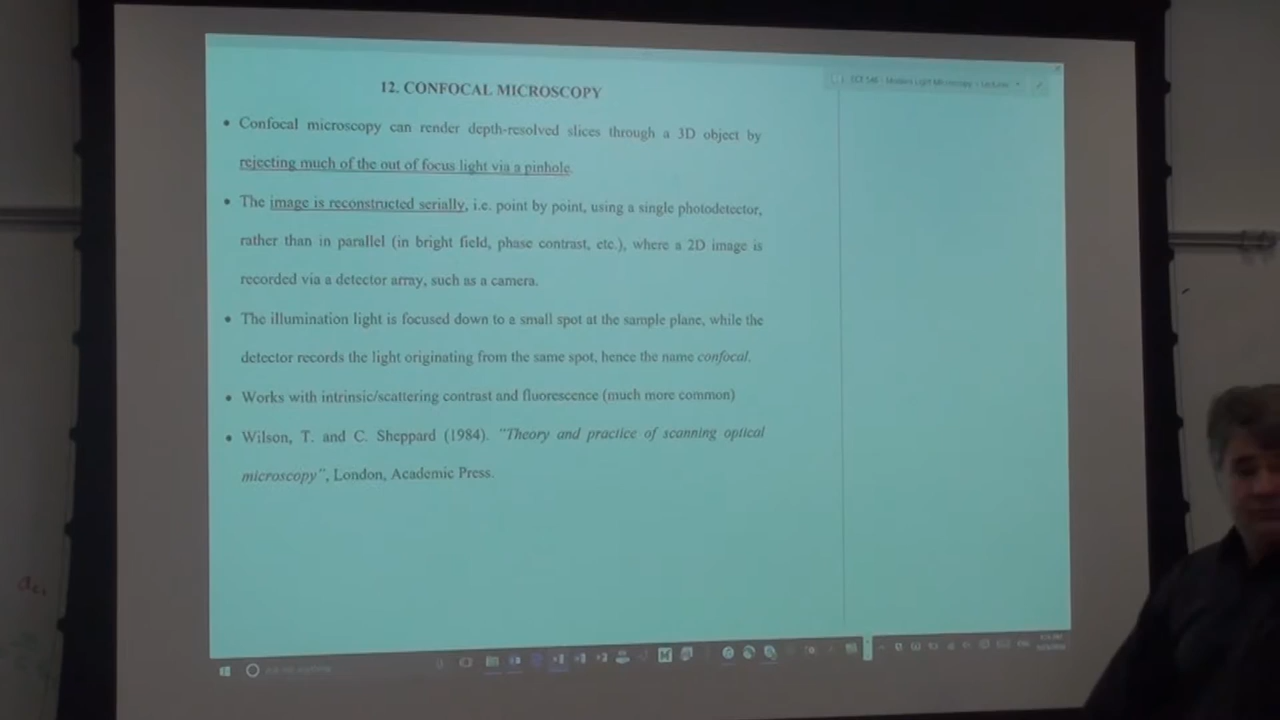 12. CONFOCAL MICROSCOPY
• Confocal microscopy can render depth-resolved slices through a 3D object by
rejecting much of the out of focus light via a pinhole.
• The image is reconstructed serially, i.e. point by point, using a single photodetector,
rather than in parallel (in bright field, phase contrast, etc.), where a 2D image is
recorded via a detector array, such as a camera.
• The illumination light is focused down to a small spot at the sample plane, while the
detector records the light originating from the same spot, hence the name confocal.
• Works with intrinsic/scattering contrast and fluorescence (much more common)
• Wilson, T. and C. Sheppard (1984). "Theory and practice of scanning optical
microscopy", London, Academic Press.